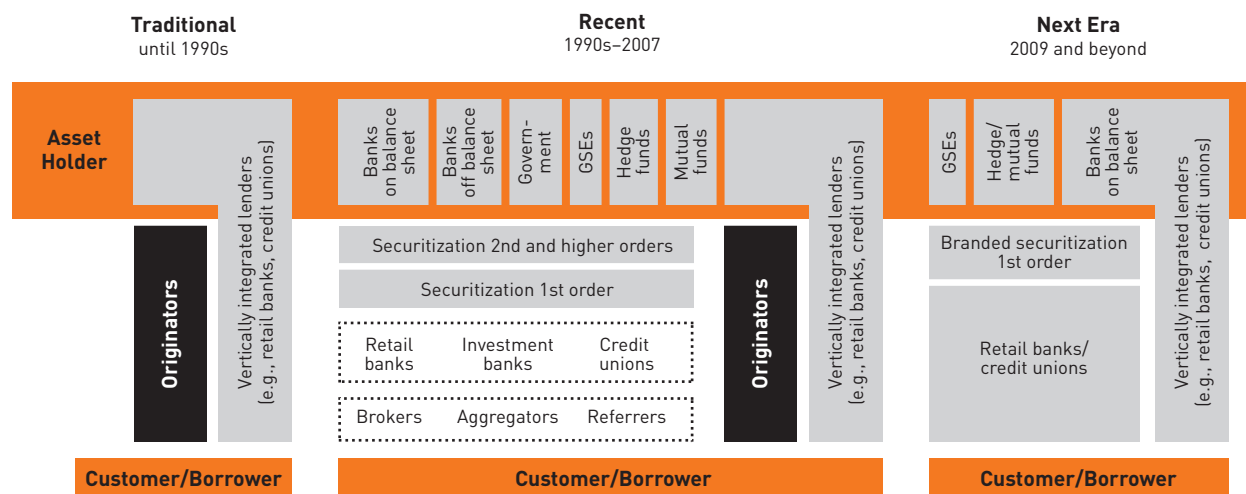 Traditional
until 1990s
Recent
1990s–2007
Next Era
2009 and beyond
Asset
Holder
Vertically integrated lenders
(e.g., retail banks, credit unions)
Originators
Customer/Borrower
Banks
on balance
sheet
Banks
off balance
sheet
Govern-
ment
GSEs
Hedge
funds
Mutual
funds
Securitization 2nd and higher orders
Securitization 1st order
Retail
banks
Investment
banks
Credit
unions
Brokers
Aggregators
Referrers
Originators
Vertically integrated lenders
(e.g., retail banks, credit unions)
Customer/Borrower
GSEs
Hedge/
mutual
funds
Banks
on balance
sheet
Vertically integrated lenders
(e.g., retail banks, credit unions)
Branded securitization
1st order
Retail banks/
credit unions
Customer/Borrower